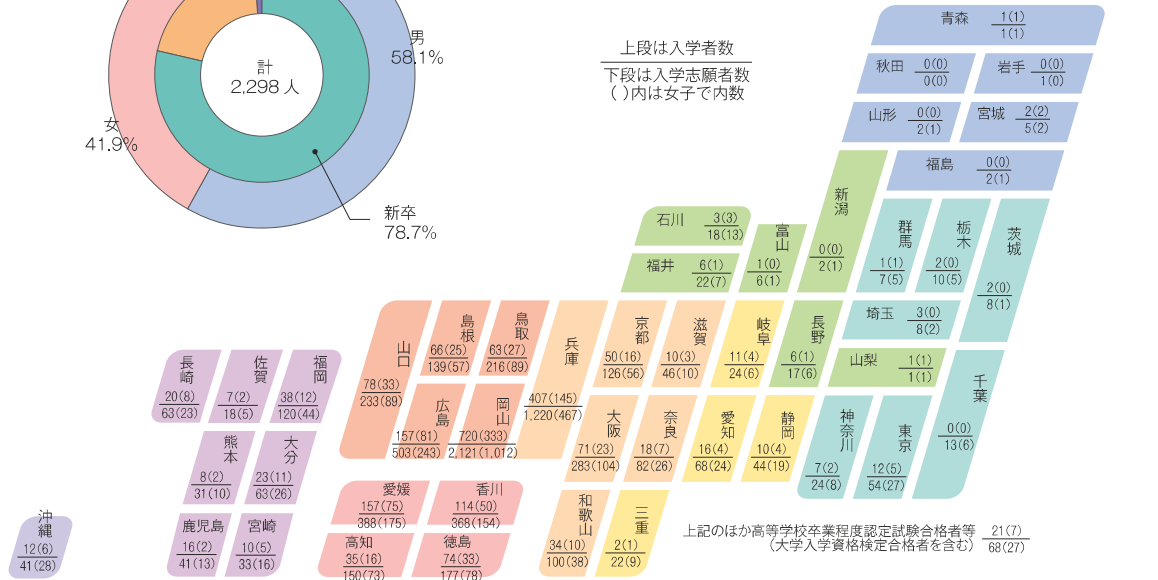 男
58.1%
計
2,298 人
女
41.9%
新卒
78.7%
上段は入学者数
下段は入学志願者数
( )内は女子で内数
青森 1(1)
1(1)
秋田 0(0)
0(0)
岩手 0(0)
1(0)
山形 0(0)
2(1)
宮城 2(2)
5(2)
福島 0(0)
2(1)
新潟
0(0)
2(1)
群馬
1(1)
7(5)
栃木
2(0)
10(5)
茨城
2(0)
8(1)
石川 3(3)
18(13)
福井 6(1)
22(7)
富山
1(0)
6(1)
埼玉 3(0)
8(2)
山梨 1(1)
1(1)
長野
6(1)
17(6)
千葉
0(0)
13(6)
神奈川
7(2)
24(8)
東京
12(5)
54(27)
岐阜
11(4)
24(6)
愛知
16(4)
68(24)
静岡
10(4)
44(19)
三重
2(1)
22(9)
滋賀
10(3)
46(10)
京都
50(16)
126(56)
兵庫
407(145)
1,220(467)
大阪
71(23)
283(104)
奈良
18(7)
82(26)
和歌山
34(10)
100(38)
鳥取
63(27)
216(89)
島根
66(25)
139(57)
山口
78(33)
233(89)
広島
157(81)
503(243)
岡山
720(333)
2,121(1,012)
愛媛
157(75)
388(175)
香川
114(50)
368(154)
高知
35(16)
150(73)
徳島
74(33)
177(78)
福岡
38(12)
120(44)
佐賀
7(2)
18(5)
長崎
20(8)
63(23)
熊本
8(2)
31(10)
大分
23(11)
63(26)
鹿児島
16(2)
41(13)
宮崎
10(5)
33(16)
沖縄
12(6)
41(28)
上記のほか高等学校卒業程度認定試験合格者等 21(7)
(大学入学資格検定合格者を含む) 68(27)